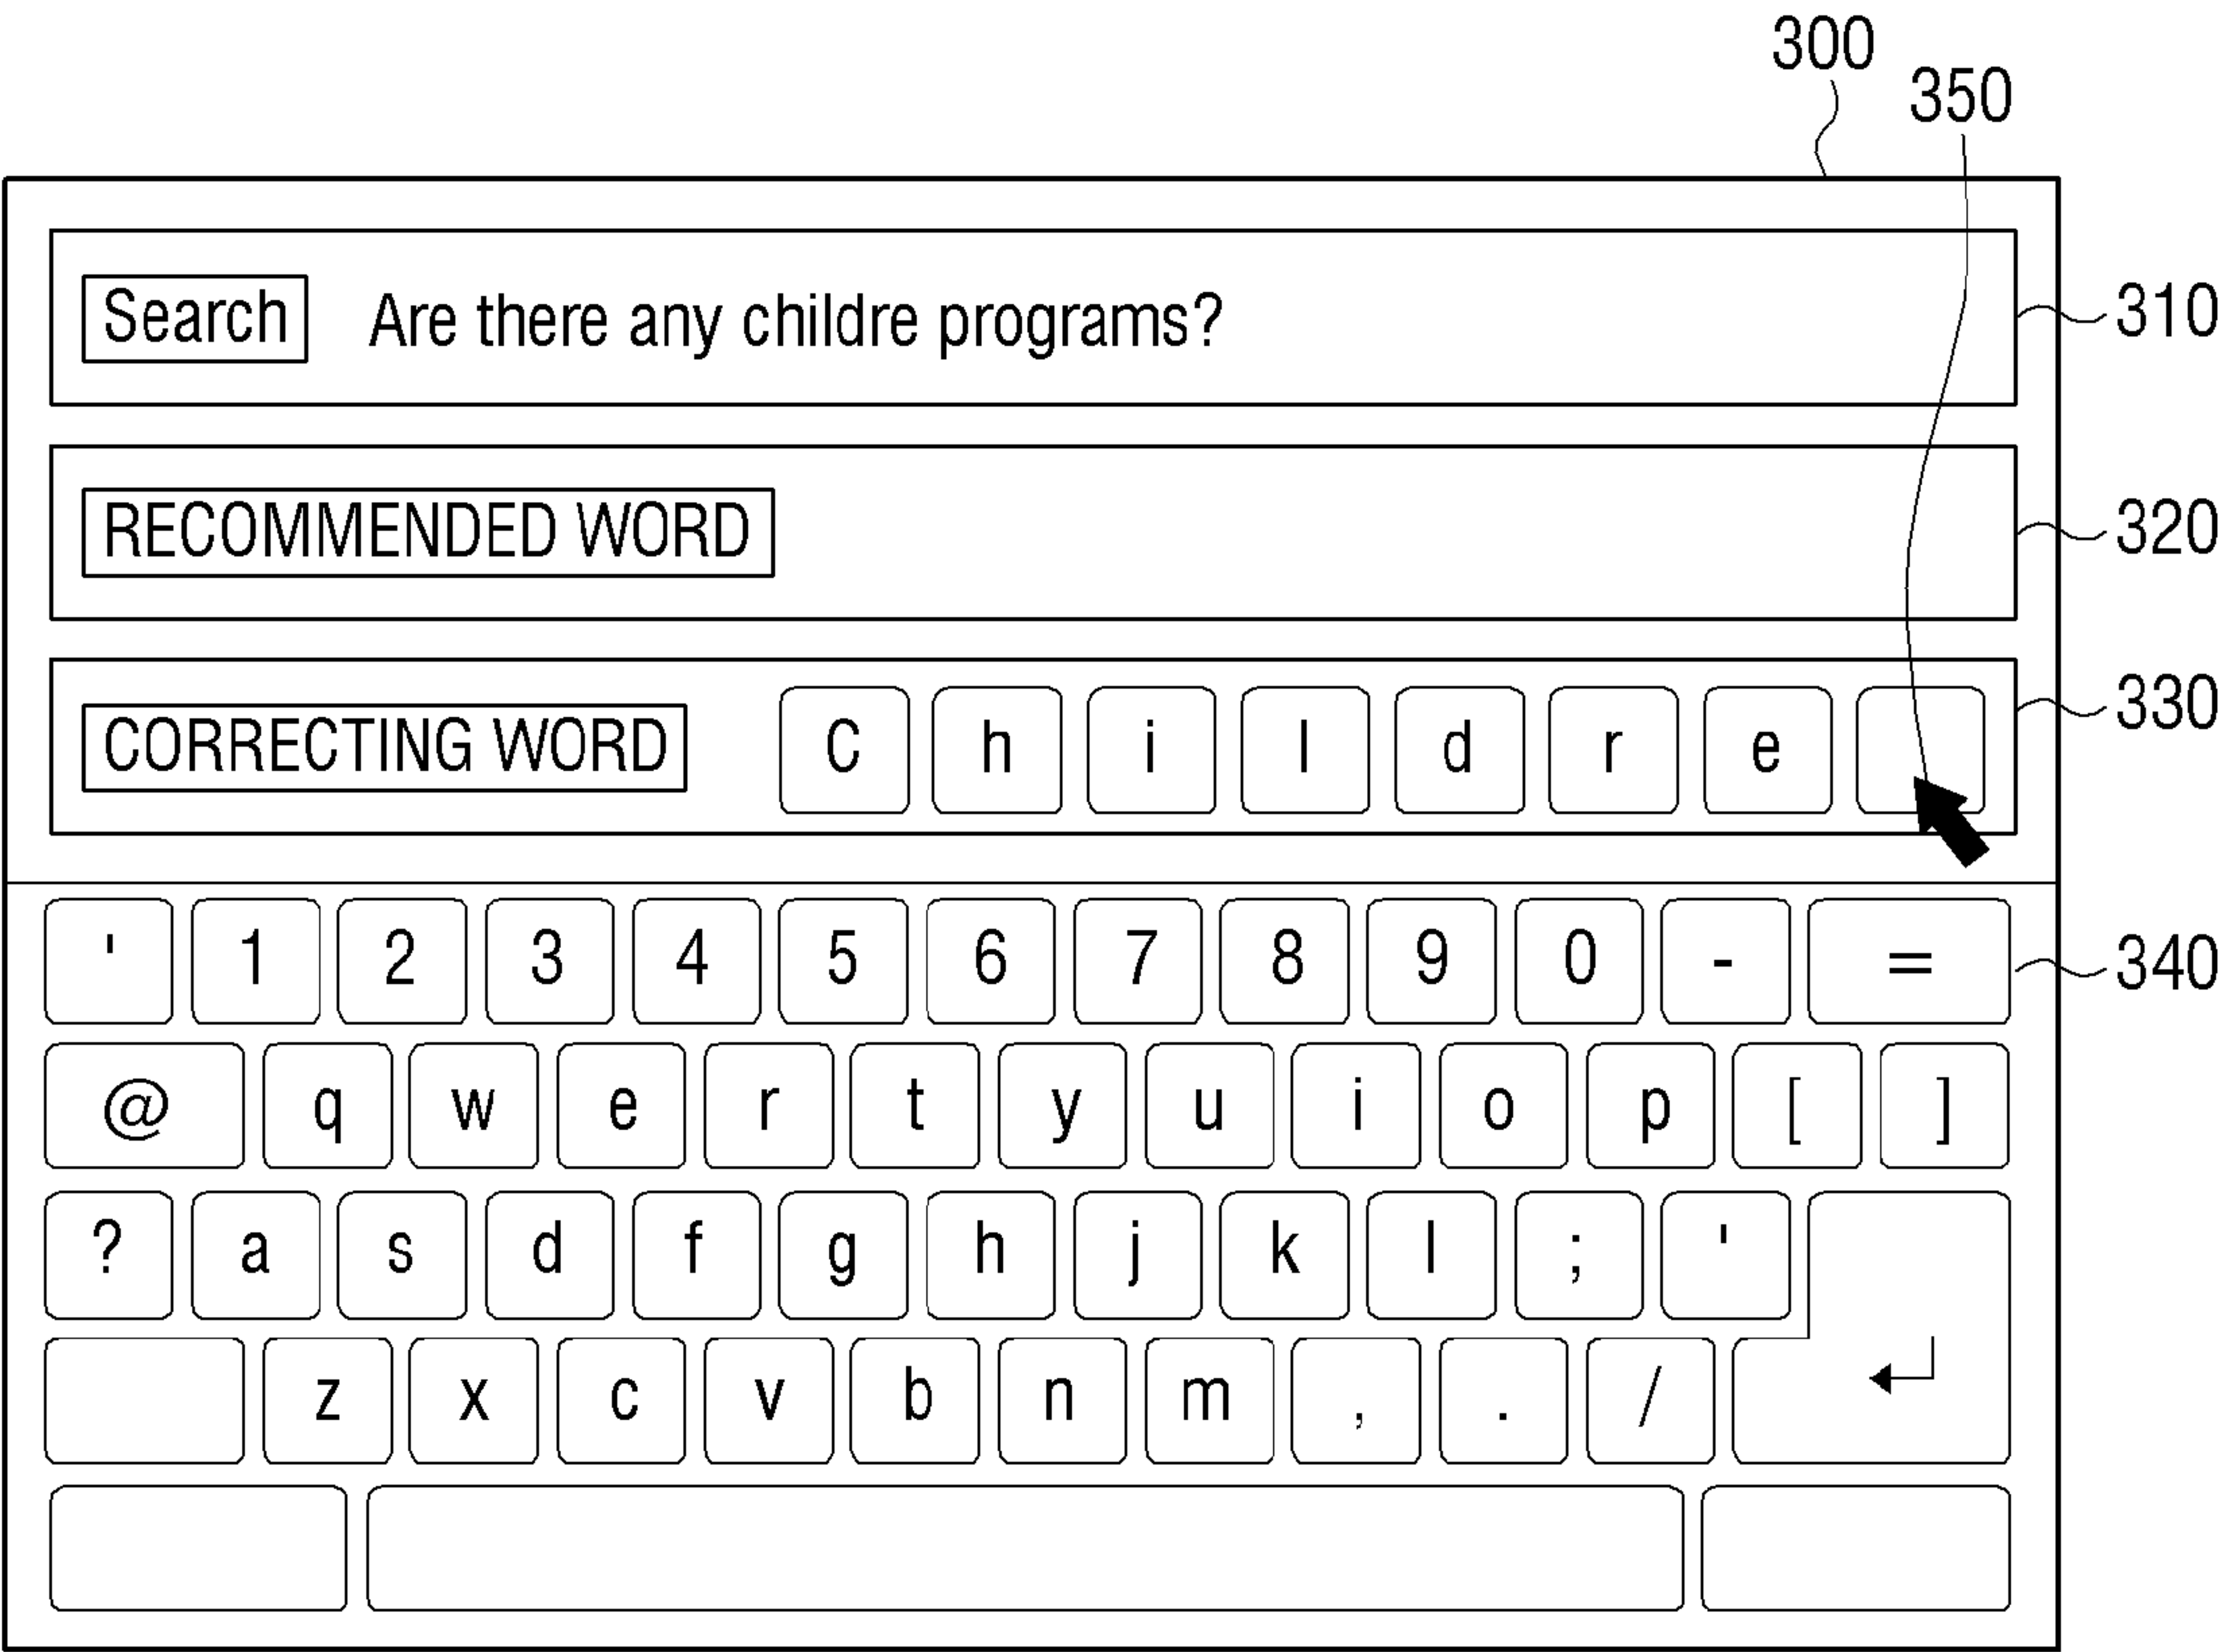 300
350
Search Are there any childre programs?
310
RECOMMENDED WORD
320
CORRECTING WORD C h i l d r e
330
' 1 2 3 4 5 6 7 8 9 0 - =
340
@ q w e r t y u i o p [ ]
? a s d f g h j k l ; '
z x c v b n m , . /